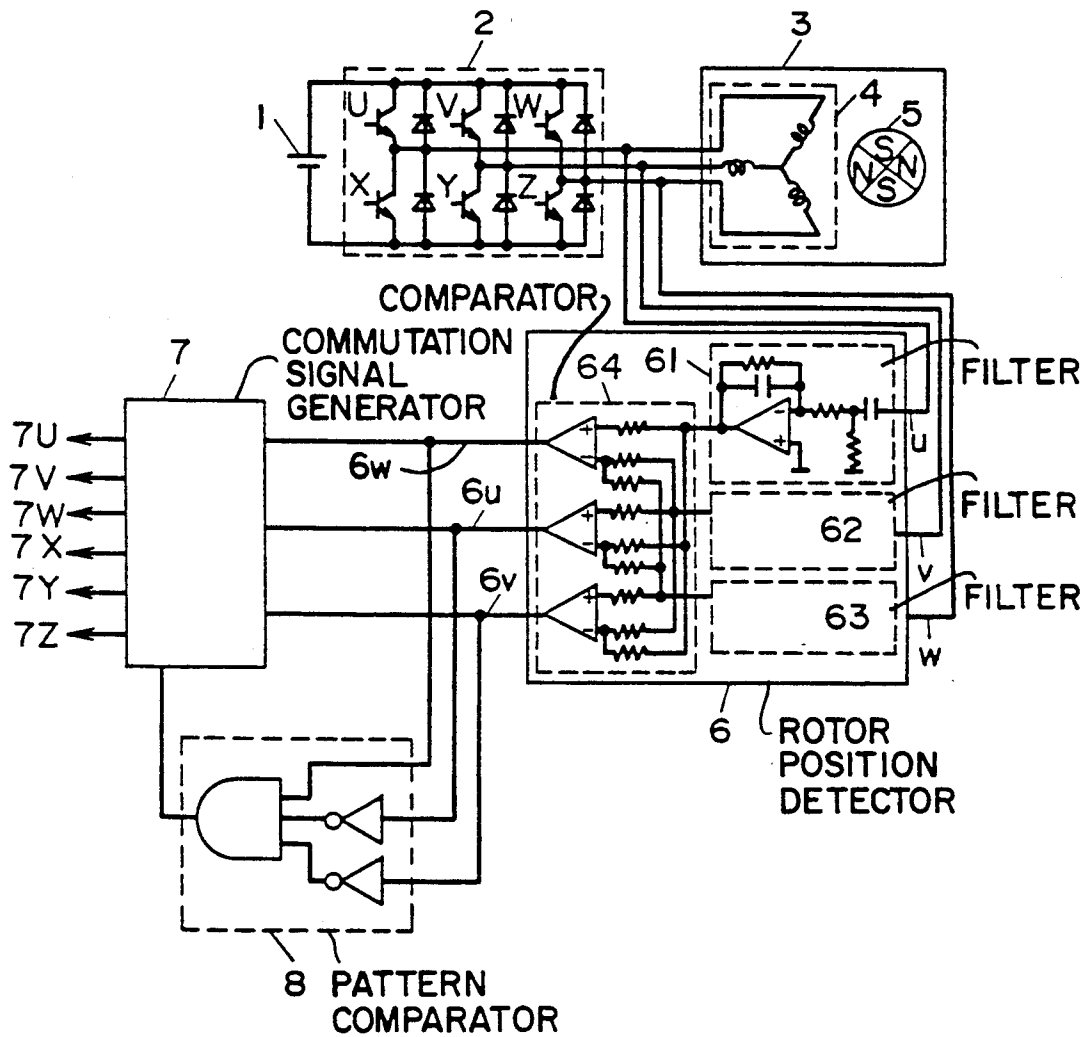 2
3
1
U
V
W
X
Y
Z
4
5
S
N
N
S
COMPARATOR
7
COMMUTATION
SIGNAL
GENERATOR
64
61
FILTER
+
−
−
+
u
7U
7V
7W
7X
7Y
7Z
6w
6u
+
−
62
FILTER
v
6v
+
−
63
FILTER
w
6
ROTOR
POSITION
DETECTOR
8
PATTERN
COMPARATOR